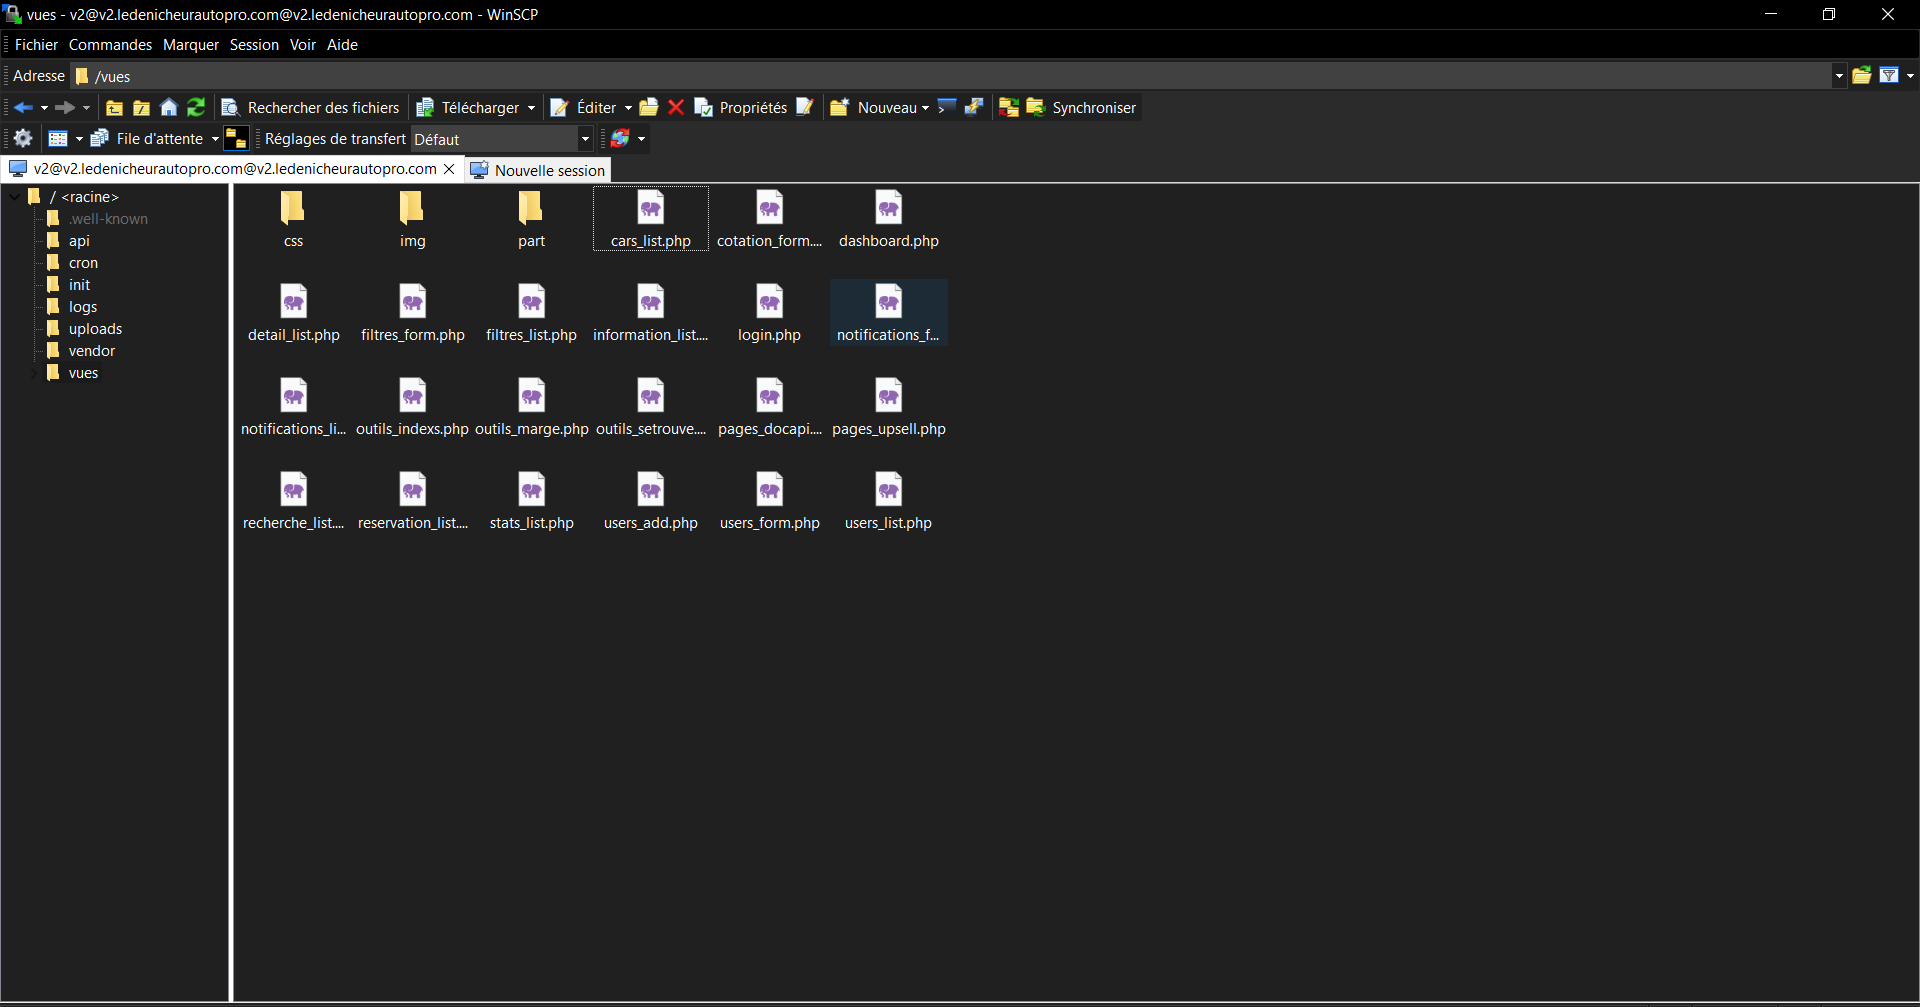 vues - v2@v2.ledenicheurautopro.com@v2.ledenicheurautopro.com - WinSCP
Fichier Commandes Marquer Session Voir Aide
Adresse /vues
Rechercher des fichiers Télécharger Éditer Propriétés Nouveau Synchroniser
File d'attente Réglages de transfert Défaut
v2@v2.ledenicheurautopro.com@v2.ledenicheurautopro.com Nouvelle session
/ <racine>
.well-known
api
cron
init
logs
uploads
vendor
vues
css img part cars_list.php cotation_form.... dashboard.php
detail_list.php filtres_form.php filtres_list.php information_list.... login.php notifications_f...
notifications_li... outils_indexs.php outils_marge.php outils_setrouve.... pages_docapi.... pages_upsell.php
recherche_list.... reservation_list.... stats_list.php users_add.php users_form.php users_list.php